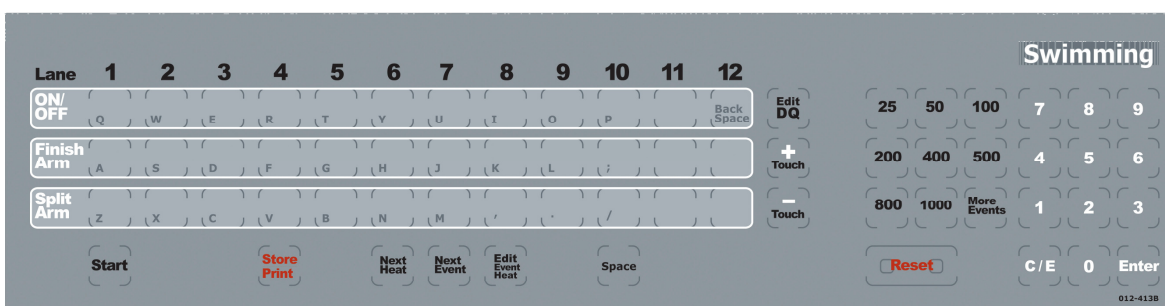 Swimming
Lane 1 2 3 4 5 6 7 8 9 10 11 12
ON/
OFF
Q W E R T Y U I O P
Back
Space
Edit
DQ
25 50 100 7 8 9
Finish
Arm
A S D F G H J K L ;
+
Touch
200 400 500 4 5 6
Split
Arm
Z X C V B N M , . /
–
Touch
800 1000
More
Events
1 2 3
Start
Store
Print
Next
Heat
Next
Event
Edit
Event
Heat
Space
Reset
C/E 0 Enter
012-413B